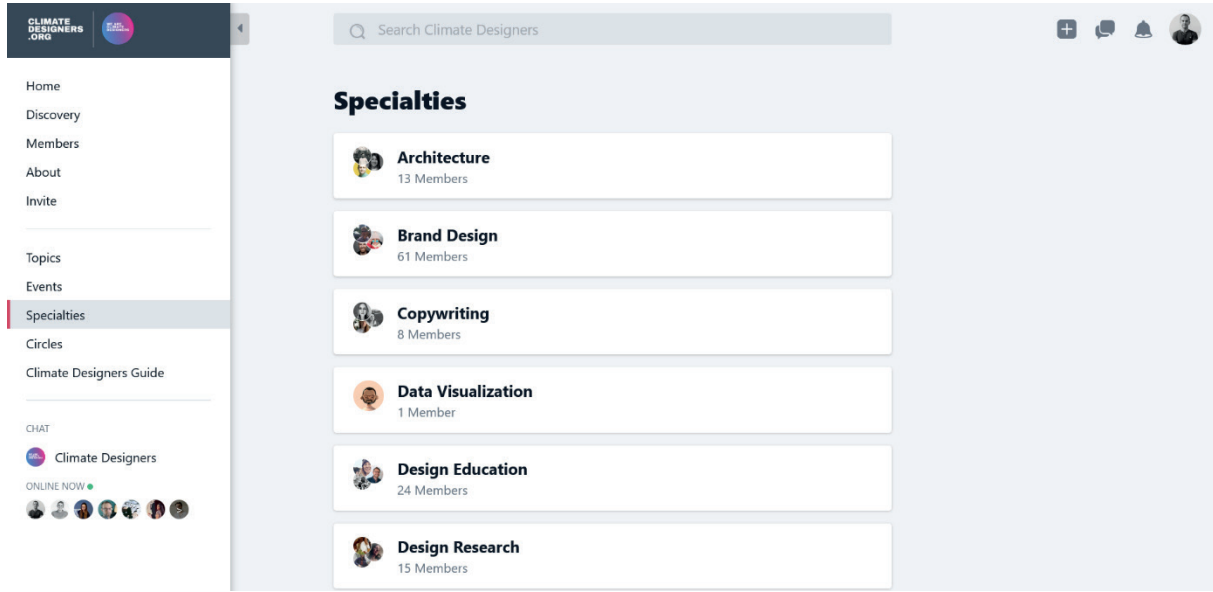 CLIMATE
DESIGNERS
.ORG
Search Climate Designers
Home
Discovery
Members
About
Invite
Topics
Events
Specialties
Circles
Climate Designers Guide
CHAT
Climate Designers
ONLINE NOW
Specialties
Architecture
13 Members
Brand Design
61 Members
Copywriting
8 Members
Data Visualization
1 Member
Design Education
24 Members
Design Research
15 Members